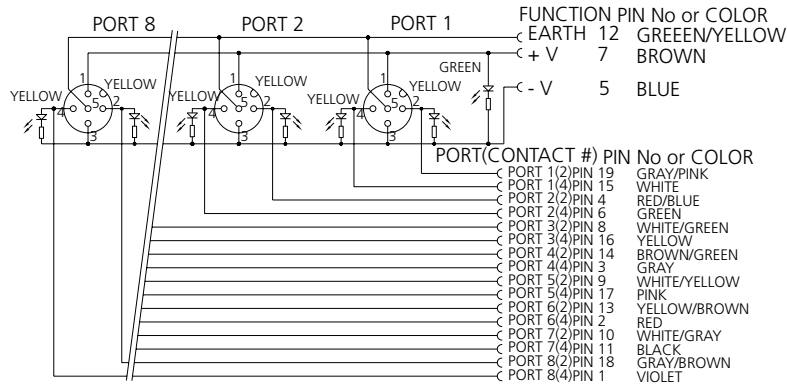 PORT 8 PORT 2 PORT 1
FUNCTION PIN No or COLOR
EARTH 12 GREEEN/YELLOW
+ V 7 BROWN
GREEN
- V 5 BLUE
1 YELLOW 1 YELLOW 1 YELLOW
YELLOW 4 5 2 YELLOW 4 5 2 YELLOW 4 5 2
3 3 3
PORT(CONTACT #) PIN No or COLOR
PORT 1(2)PIN 19 GRAY/PINK
PORT 1(4)PIN 15 WHITE
PORT 2(2)PIN 4 RED/BLUE
PORT 2(4)PIN 6 GREEN
PORT 3(2)PIN 8 WHITE/GREEN
PORT 3(4)PIN 16 YELLOW
PORT 4(2)PIN 14 BROWN/GREEN
PORT 4(4)PIN 3 GRAY
PORT 5(2)PIN 9 WHITE/YELLOW
PORT 5(4)PIN 17 PINK
PORT 6(2)PIN 13 YELLOW/BROWN
PORT 6(4)PIN 2 RED
PORT 7(2)PIN 10 WHITE/GRAY
PORT 7(4)PIN 11 BLACK
PORT 8(2)PIN 18 GRAY/BROWN
PORT 8(4)PIN 1 VIOLET